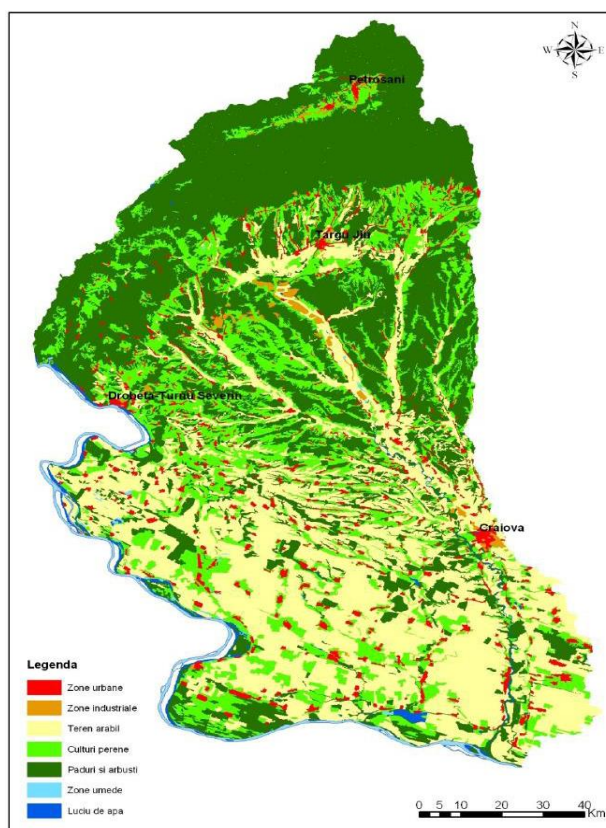 N
W E
S
Petrosani
Targu Jiu
Drobeta-Turnu Severin
Craiova
Legenda
Zone urbane
Zone industriale
Teren arabil
Culturi perene
Paduri si arbusti
Zone umede
Luciu de apa
0 5 10 20 30 40
Km